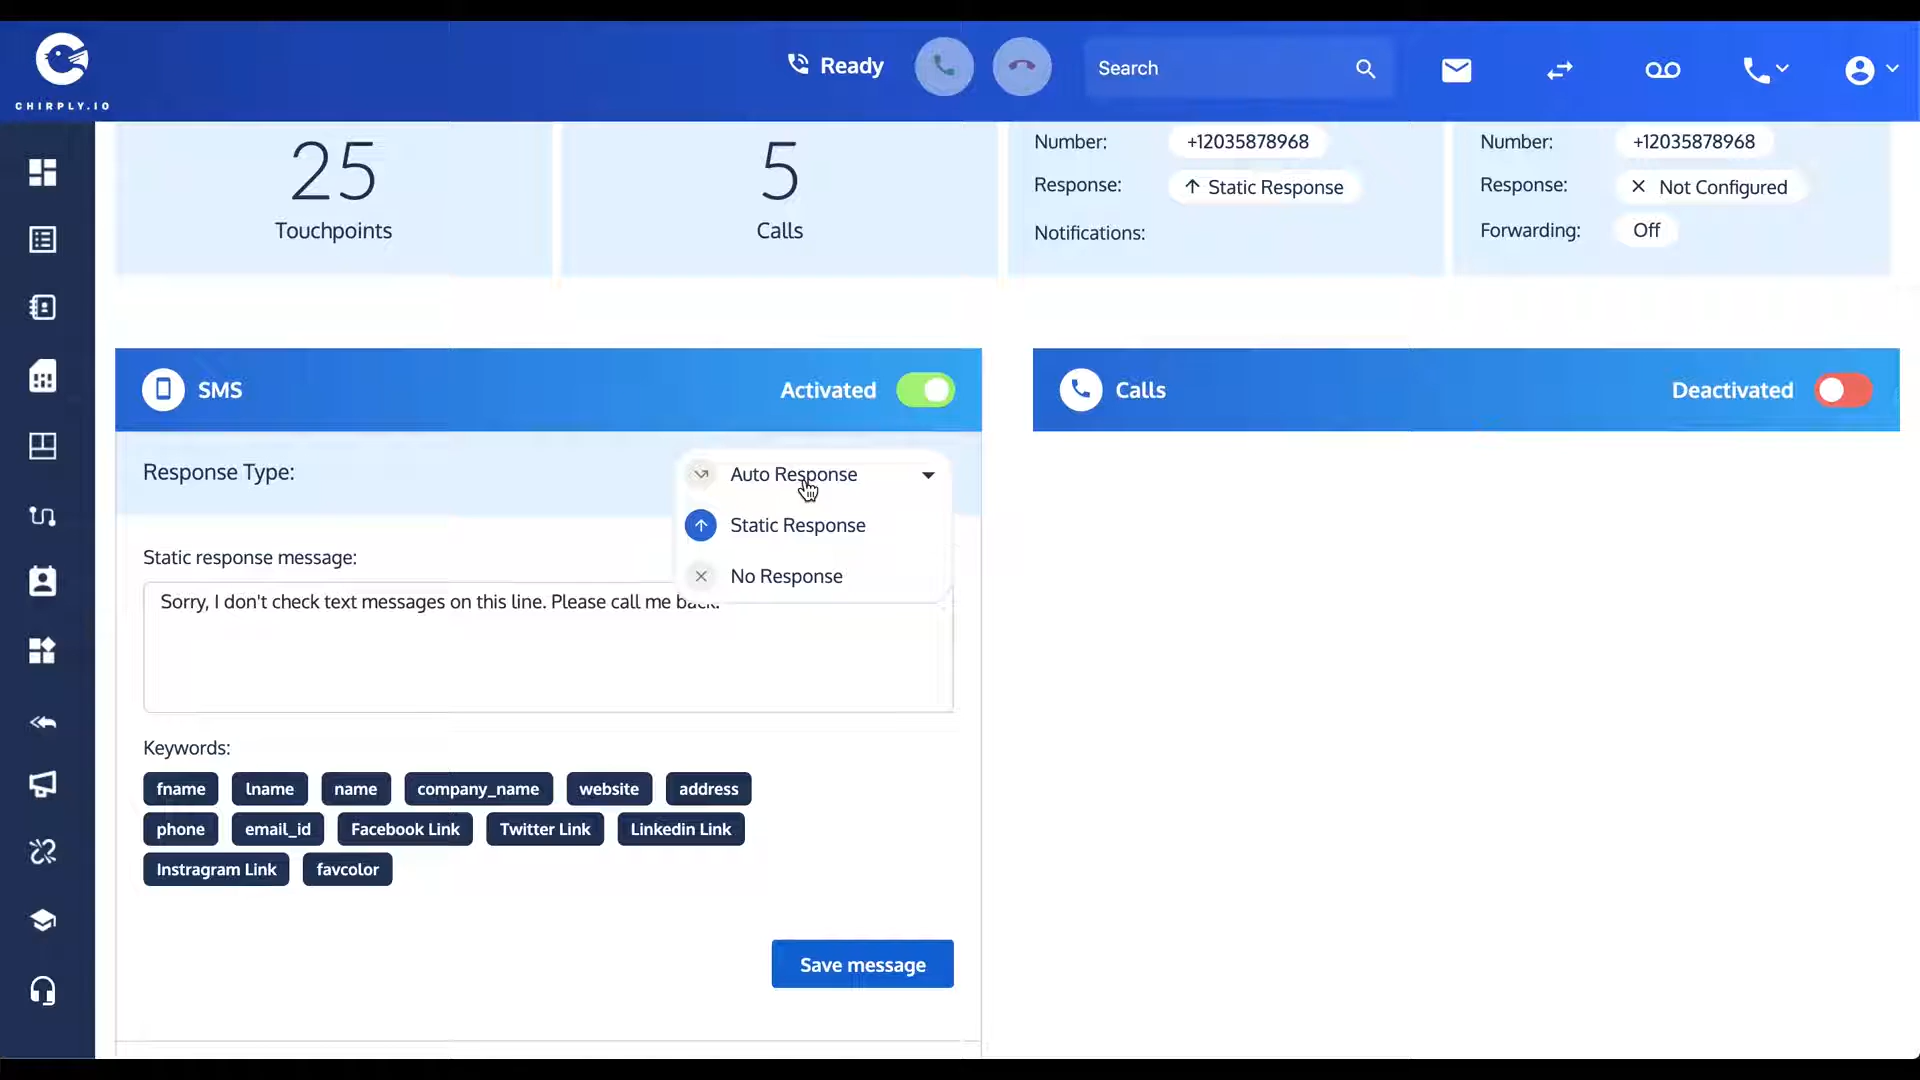 CHIRPLY.IO
Ready
Search
25
Touchpoints
5
Calls
Number: +12035878968
Response: Static Response
Notifications:
Number: +12035878968
Response: Not Configured
Forwarding: Off
SMS
Activated
Response Type:
Auto Response
Static Response
No Response
Static response message:
Sorry, I don't check text messages on this line. Please call me back.
Keywords:
fname lname name company_name website address
phone email_id Facebook Link Twitter Link Linkedin Link
Instragram Link favcolor
Save message
Calls
Deactivated